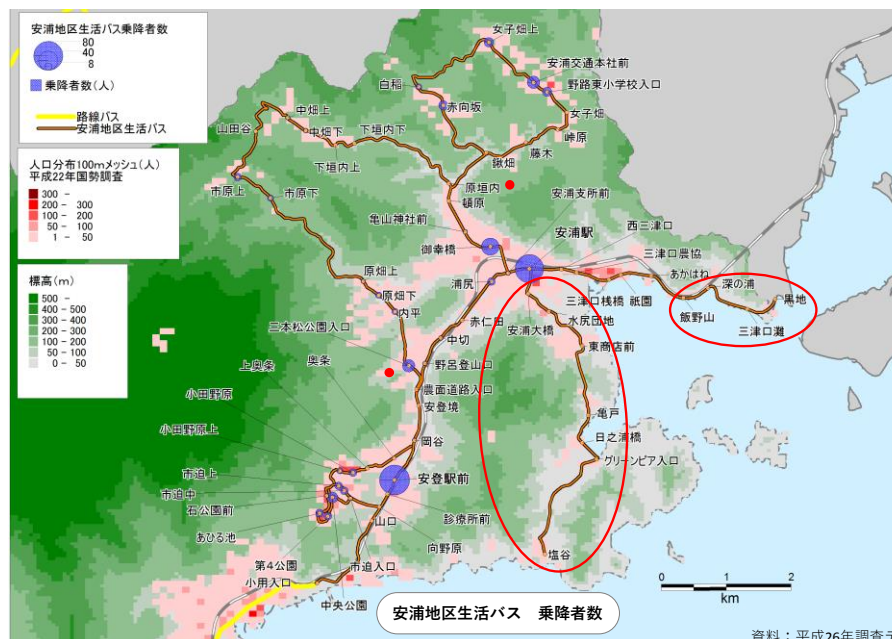 安浦地区生活バス乗降者数
80
40
8
乗降者数(人)
路線バス
安浦地区生活バス
人口分布100mメッシュ(人)
平成22年国勢調査
300 -
200 - 300
100 - 200
50 - 100
1 - 50
標高(m)
500 -
400 - 500
300 - 400
200 - 300
100 - 200
50 - 100
0 - 50
女子畑上
安浦交通本社前
野路東小学校入口
白稲
赤向坂
女子畑
峠原
藤木
鍬畑
中畑上
山田谷
中畑下
下垣内下
下垣内上
原垣内
頓原
市原上
市原下
亀山神社前
安浦支所前
安浦駅
西三津口
御幸橋
三津口農協
あかはね
深の浦
黒地
原畑上
浦尻
三津口桟橋
祇園
飯野山
三津口灘
原畑下
内平
赤仁田
安浦大橋
水尻団地
二本松公園入口
中切
東商店前
上奥条
奥条
野呂登山口
農面道路入口
小田野原
安登境
亀戸
小田野原上
岡谷
日之浦橋
グリーンピア入口
市迫上
市迫中
安登駅前
石公園前
あひる池
山口
診療所前
向野原
塩谷
第4公園
市迫入口
小用入口
中央公園
0
1
2
km
安浦地区生活バス 乗降者数
資料:平成26年調査